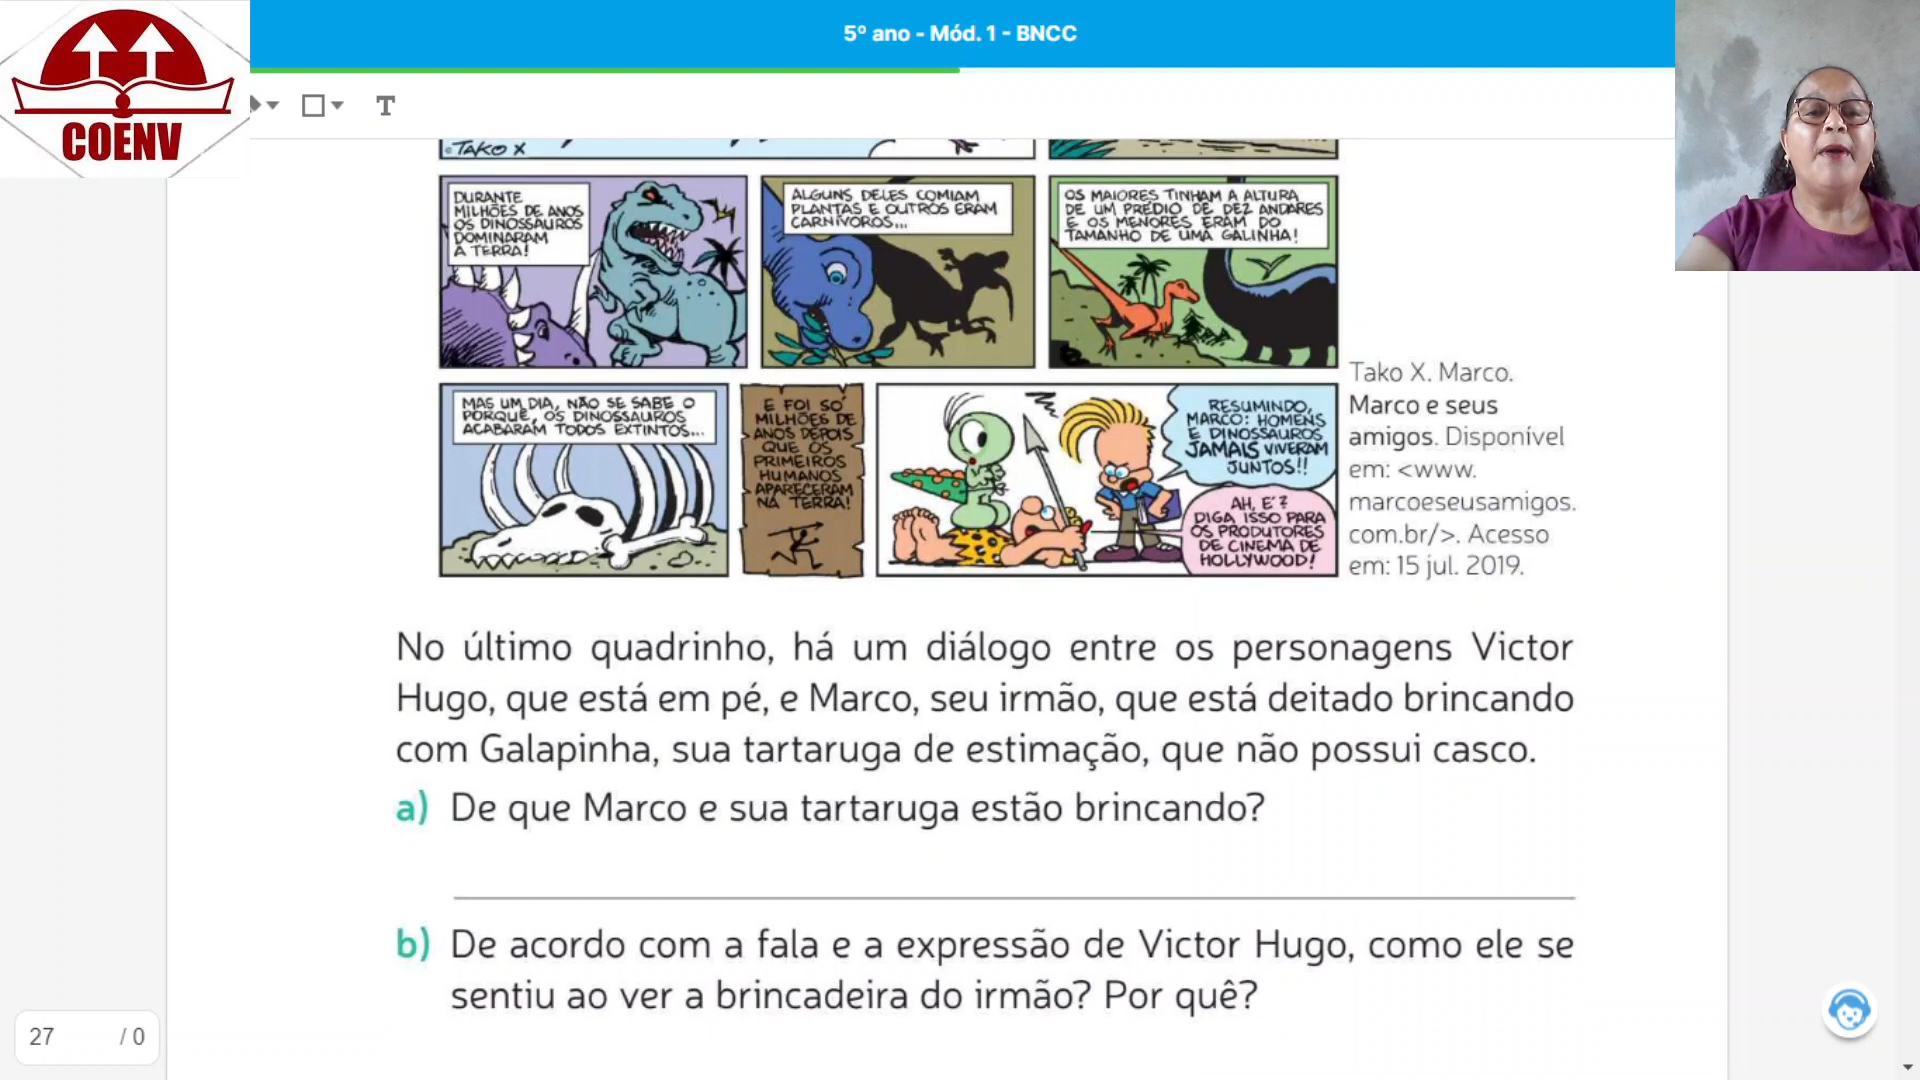 5º ano - Mód. 1 - BNCC
COENV
T
TAKO X
DURANTE
MILHÕES DE ANOS
OS DINOSSAUROS
DOMINARAM
A TERRA!
ALGUNS DELES COMIAM
PLANTAS E OUTROS ERAM
CARNÍVOROS...
OS MAIORES TINHAM A ALTURA
DE UM PRÉDIO DE DEZ ANDARES
E OS MENORES ERAM DO
TAMANHO DE UMA GALINHA!
MAS UM DIA, NÃO SE SABE O
PORQUÊ, OS DINOSSAUROS
ACABARAM TODOS EXTINTOS...
E FOI SÓ
MILHÕES DE
ANOS DEPOIS
QUE OS
PRIMEIROS
HUMANOS
APARECERAM
NA TERRA!
RESUMINDO,
MARCO: HOMENS
E DINOSSAUROS
JAMAIS VIVERAM
JUNTOS!!
AH, É?
DIGA ISSO PARA
OS PRODUTORES
DE CINEMA DE
HOLLYWOOD!
Tako X. Marco.
Marco e seus
amigos. Disponível
em: <www.
marcoeseusamigos.
com.br/>. Acesso
em: 15 jul. 2019.
No último quadrinho, há um diálogo entre os personagens Victor
Hugo, que está em pé, e Marco, seu irmão, que está deitado brincando
com Galapinha, sua tartaruga de estimação, que não possui casco.
a) De que Marco e sua tartaruga estão brincando?
b) De acordo com a fala e a expressão de Victor Hugo, como ele se
sentiu ao ver a brincadeira do irmão? Por quê?
27 / 0